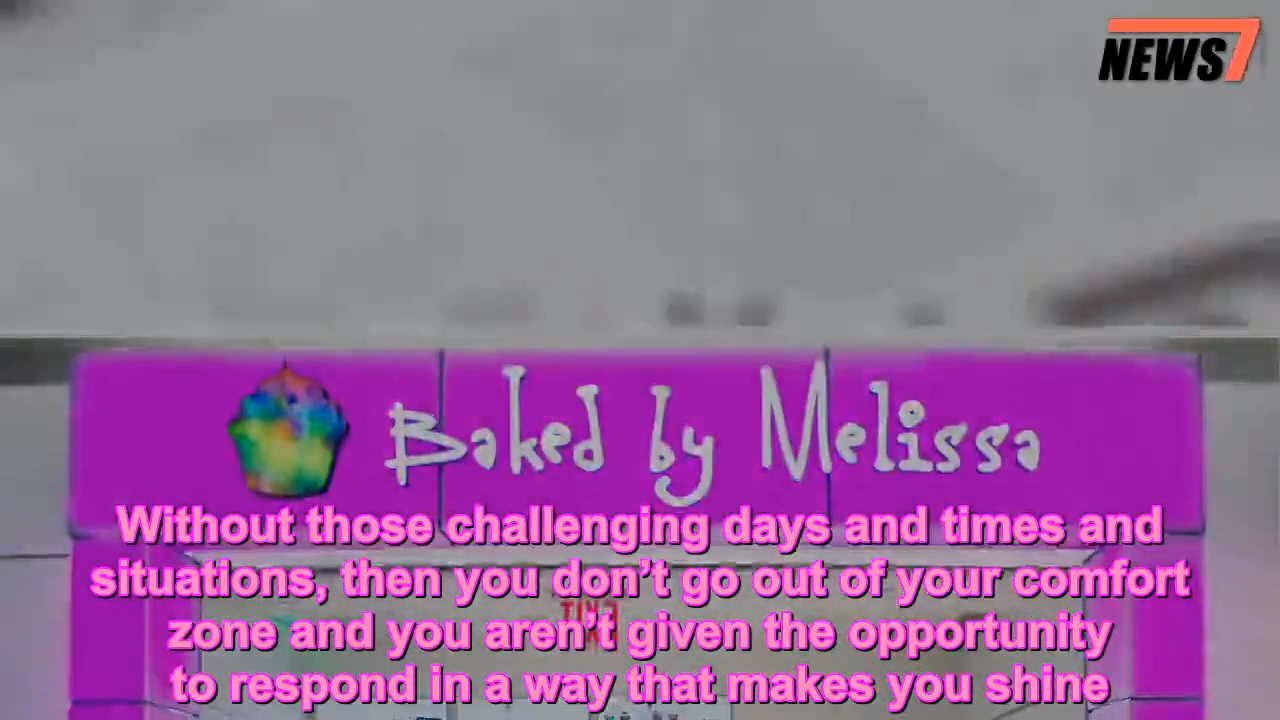 NEWS7
Baked by Melissa
Without those challenging days and times and
situations, then you don’t go out of your comfort
zone and you aren’t given the opportunity
to respond in a way that makes you shine